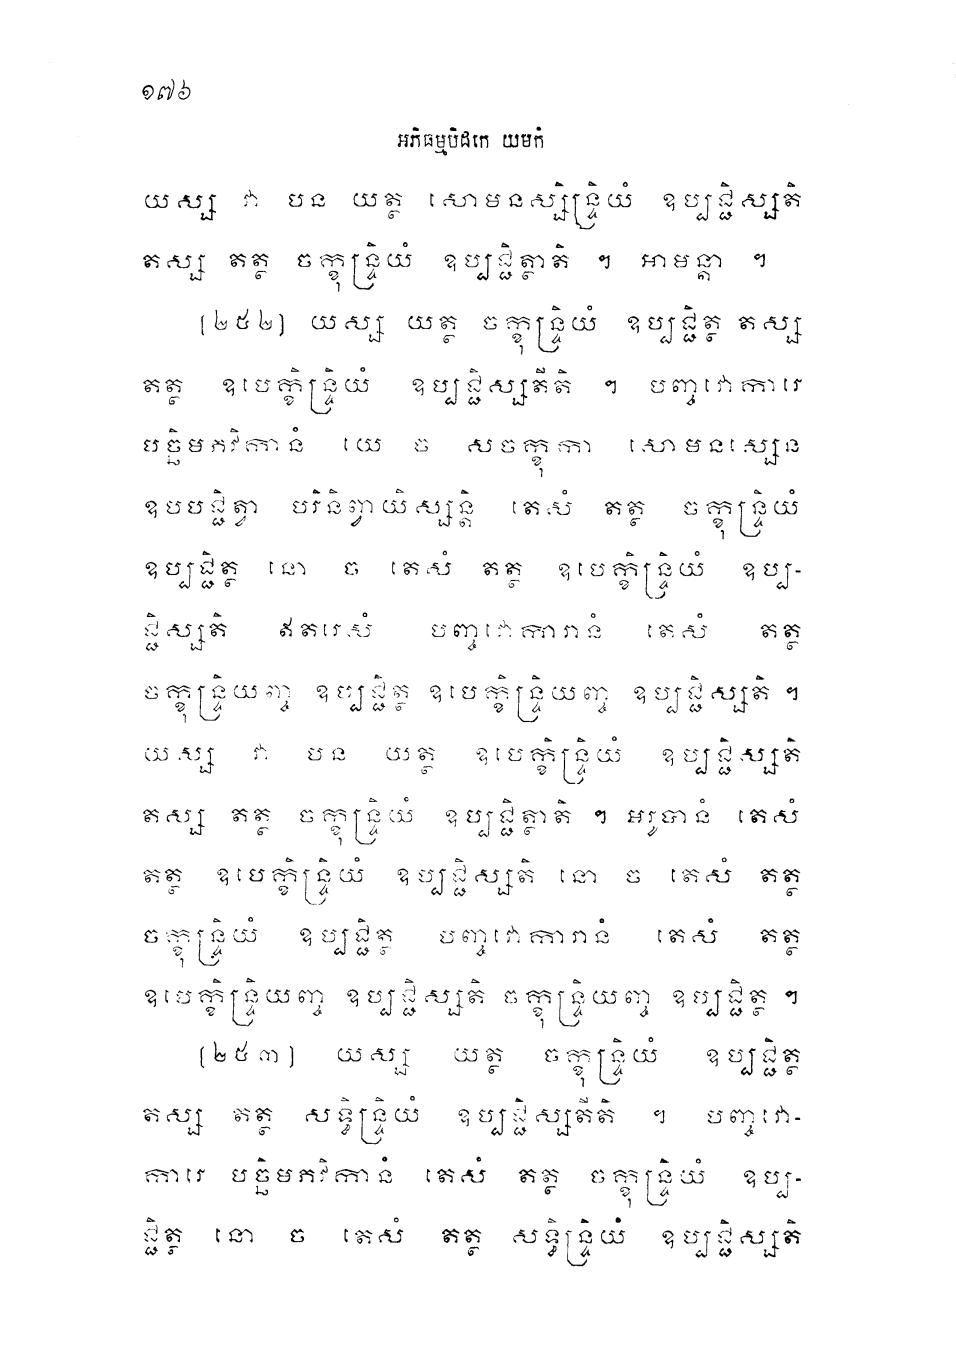 ១៧៦
អភិធម្មបិដកេ យមកំ
យស្ស វា បន យត្ថ សោមនស្សិន្ទ្រិយំ ឧប្បជ្ជិស្សតិ
តស្ស តត្ថ ចក្ខុន្ទ្រិយំ ឧប្បជ្ជិត្ថាតិ ។ អាមន្តា ។
[២៥២] យស្ស យត្ថ ចក្ខុន្ទ្រិយំ ឧប្បជ្ជិត្ថ តស្ស
តត្ថ ឧបេក្ខិន្ទ្រិយំ ឧប្បជ្ជិស្សតីតិ ។ បញ្ចវោការេ
បច្ឆិមភវិកានំ យេ ច សចក្ខុកា សោមនស្សេន
ឧបបជ្ជិត្វា បរិនិព្វាយិស្សន្តិ តេសំ តត្ថ ចក្ខុន្ទ្រិយំ
ឧប្បជ្ជិត្ថ នោ ច តេសំ តត្ថ ឧបេក្ខិន្ទ្រិយំ ឧប្ប-
ជ្ជិស្សតិ ឥតរេសំ បញ្ចវោការានំ តេសំ តត្ថ
ចក្ខុន្ទ្រិយញ្ច ឧប្បជ្ជិត្ថ ឧបេក្ខិន្ទ្រិយញ្ច ឧប្បជ្ជិស្សតិ ។
យស្ស វា បន យត្ថ ឧបេក្ខិន្ទ្រិយំ ឧប្បជ្ជិស្សតិ
តស្ស តត្ថ ចក្ខុន្ទ្រិយំ ឧប្បជ្ជិត្ថាតិ ។ អរូបានំ តេសំ
តត្ថ ឧបេក្ខិន្ទ្រិយំ ឧប្បជ្ជិស្សតិ នោ ច តេសំ តត្ថ
ចក្ខុន្ទ្រិយំ ឧប្បជ្ជិត្ថ បញ្ចវោការានំ តេសំ តត្ថ
ឧបេក្ខិន្ទ្រិយញ្ច ឧប្បជ្ជិស្សតិ ចក្ខុន្ទ្រិយញ្ច ឧប្បជ្ជិត្ថ ។
[២៥៣] យស្ស យត្ថ ចក្ខុន្ទ្រិយំ ឧប្បជ្ជិត្ថ
តស្ស តត្ថ សទ្ធិន្ទ្រិយំ ឧប្បជ្ជិស្សតីតិ ។ បញ្ចវោ-
ការេ បច្ឆិមភវិកានំ តេសំ តត្ថ ចក្ខុន្ទ្រិយំ ឧប្ប-
ជ្ជិត្ថ នោ ច តេសំ តត្ថ សទ្ធិន្ទ្រិយំ ឧប្បជ្ជិស្សតិ